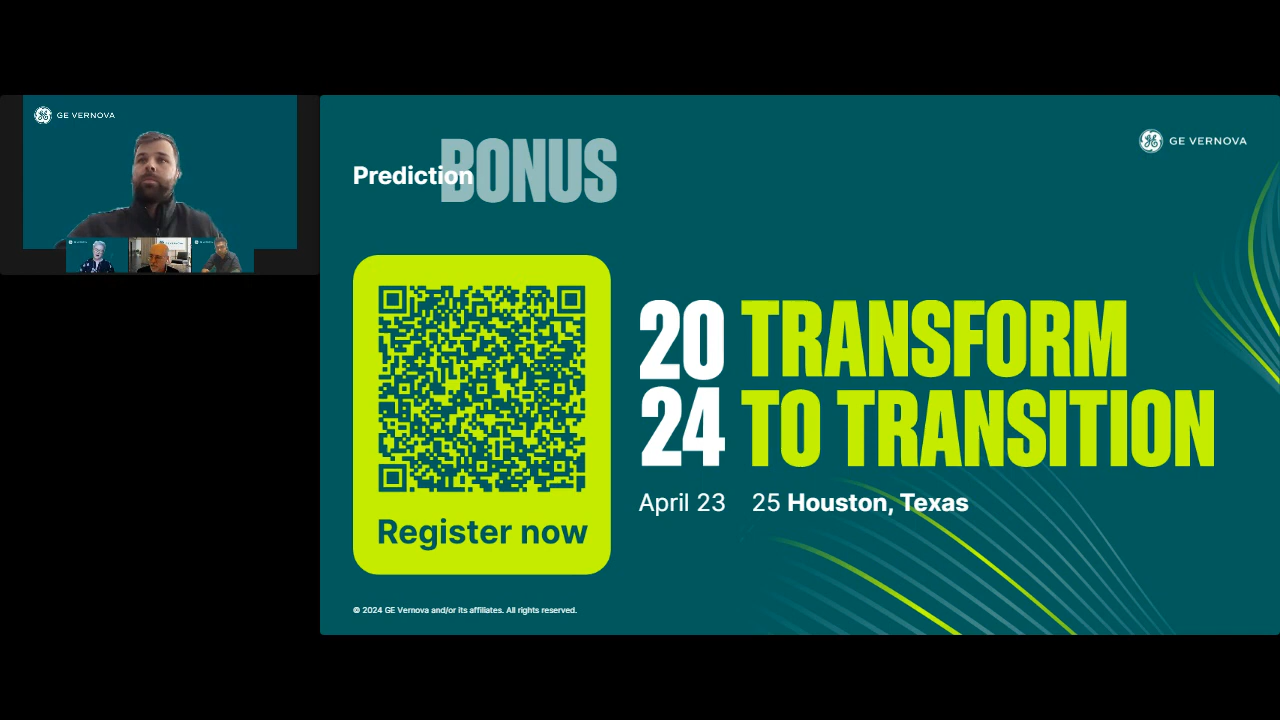 GE VERNOVA
GE VERNOVA
Prediction BONUS
20 TRANSFORM
24 TO TRANSITION
April 23 25 Houston, Texas
Register now
© 2024 GE Vernova and/or its affiliates. All rights reserved.